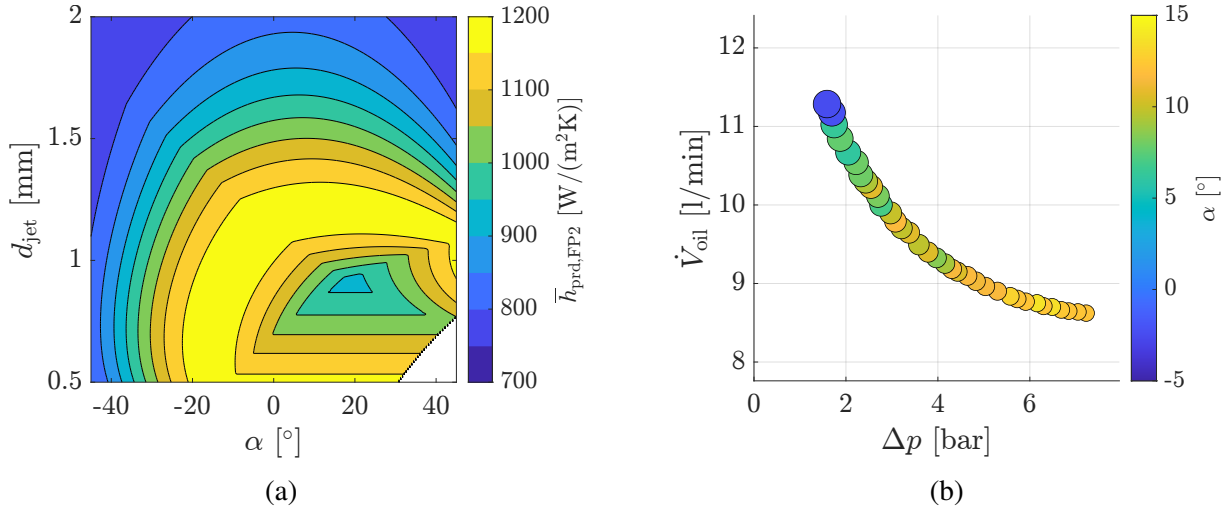 2
1.5
1
0.5
d_jet [mm]
-40 -20 0 20 40
α [°]
1200
1100
1000
900
800
700
h̅_prd,FP2 [W/(m²K)]
(a)
12
11
10
9
8
V̇_oil [l/min]
0 2 4 6
Δp [bar]
15
10
5
0
-5
α [°]
(b)